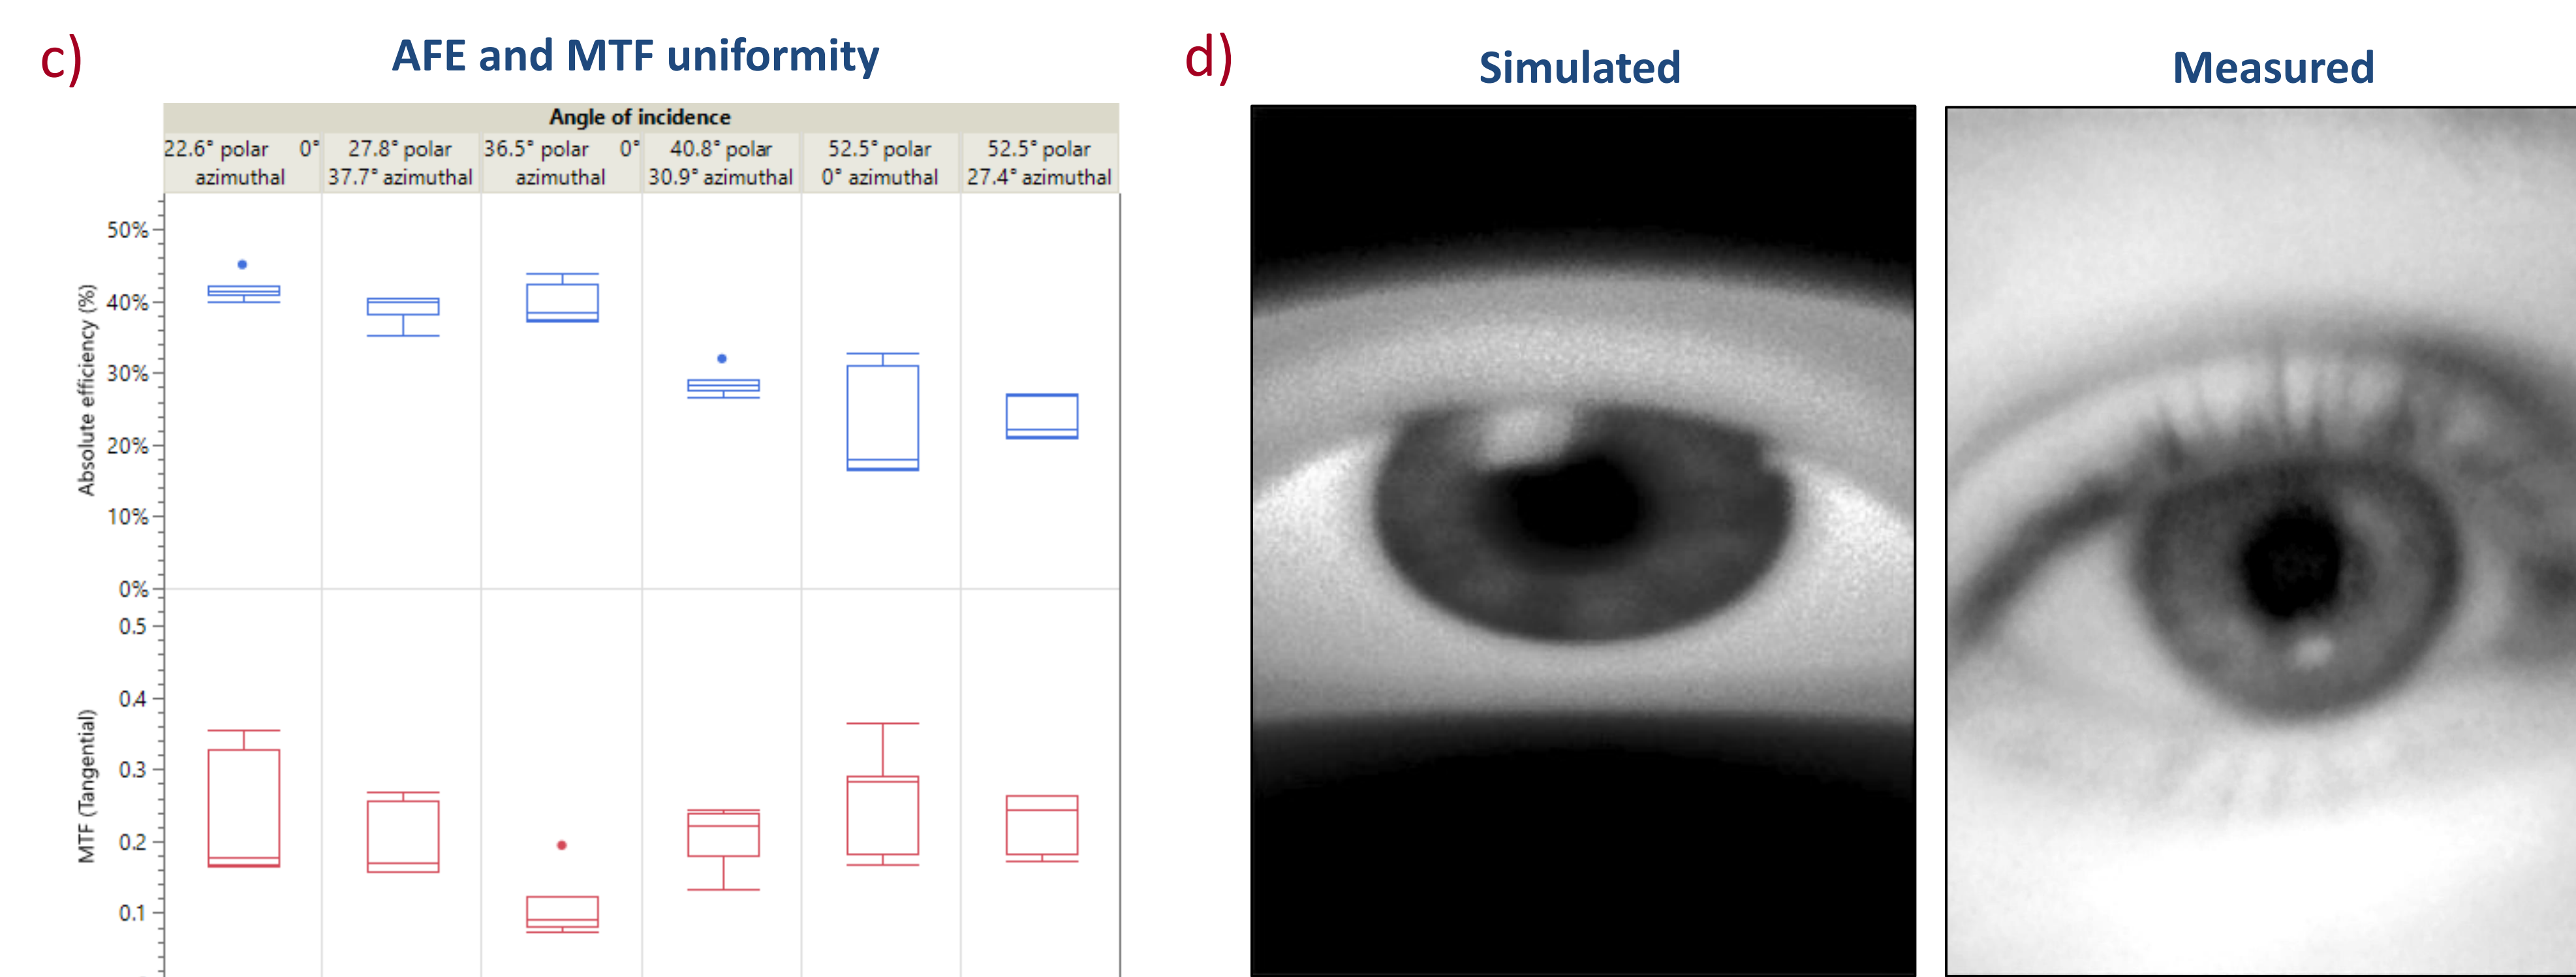 c)
AFE and MTF uniformity
Angle of incidence
22.6° polar 0°
azimuthal
27.8° polar
37.7° azimuthal
36.5° polar 0°
azimuthal
40.8° polar
30.9° azimuthal
52.5° polar
0° azimuthal
52.5° polar
27.4° azimuthal
Absolute efficiency (%)
50%
40%
30%
20%
10%
0%
MTF (Tangential)
0.5
0.4
0.3
0.2
0.1
d)
Simulated
Measured